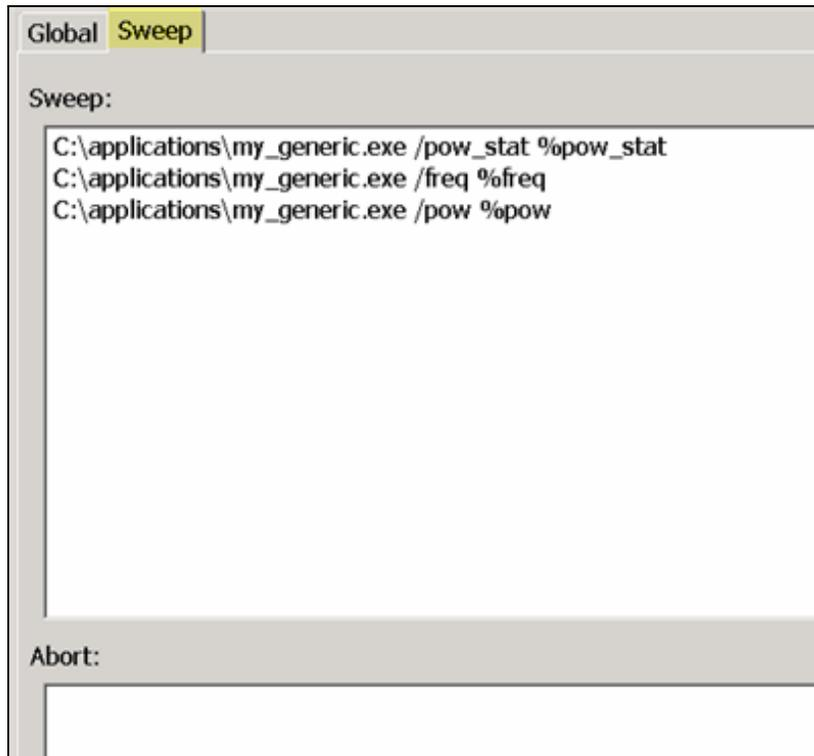 Global Sweep
Sweep:
C:\applications\my_generic.exe /pow_stat %pow_stat
C:\applications\my_generic.exe /freq %freq
C:\applications\my_generic.exe /pow %pow
Abort: